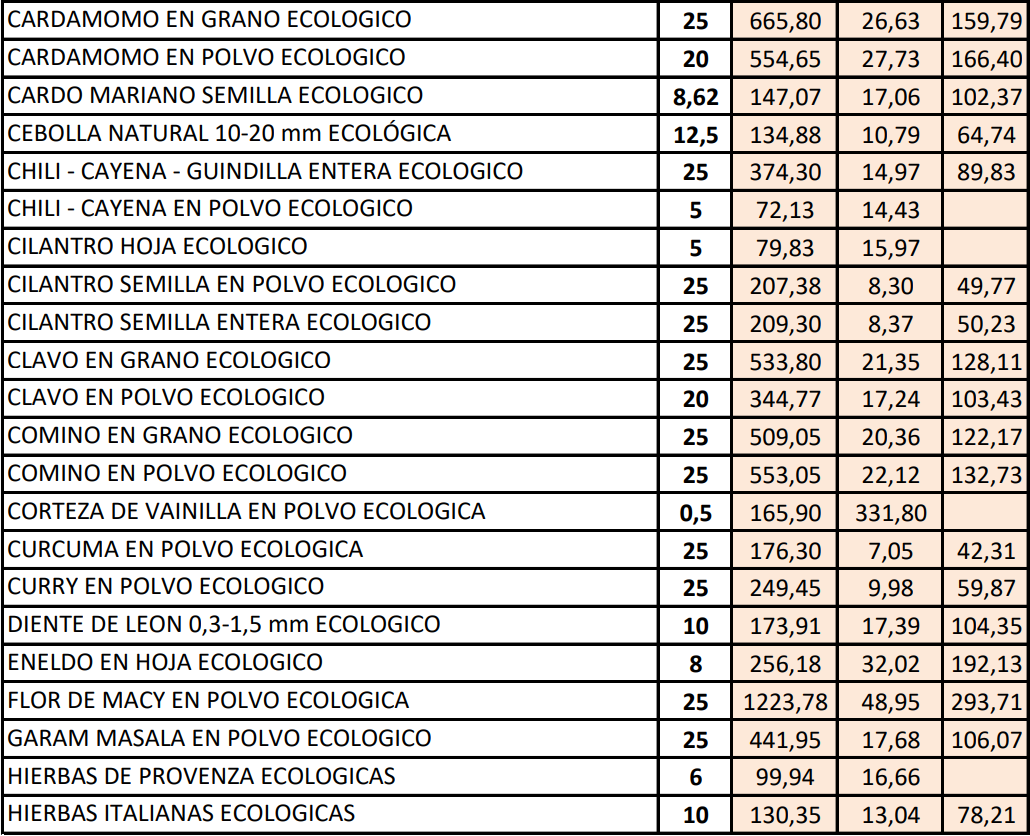 CARDAMOMO EN GRANO ECOLOGICO 25 665,80 26,63 159,79
CARDAMOMO EN POLVO ECOLOGICO 20 554,65 27,73 166,40
CARDO MARIANO SEMILLA ECOLOGICO 8,62 147,07 17,06 102,37
CEBOLLA NATURAL 10-20 mm ECOLÓGICA 12,5 134,88 10,79 64,74
CHILI - CAYENA - GUINDILLA ENTERA ECOLOGICO 25 374,30 14,97 89,83
CHILI - CAYENA EN POLVO ECOLOGICO 5 72,13 14,43
CILANTRO HOJA ECOLOGICO 5 79,83 15,97
CILANTRO SEMILLA EN POLVO ECOLOGICO 25 207,38 8,30 49,77
CILANTRO SEMILLA ENTERA ECOLOGICO 25 209,30 8,37 50,23
CLAVO EN GRANO ECOLOGICO 25 533,80 21,35 128,11
CLAVO EN POLVO ECOLOGICO 20 344,77 17,24 103,43
COMINO EN GRANO ECOLOGICO 25 509,05 20,36 122,17
COMINO EN POLVO ECOLOGICO 25 553,05 22,12 132,73
CORTEZA DE VAINILLA EN POLVO ECOLOGICA 0,5 165,90 331,80
CURCUMA EN POLVO ECOLOGICA 25 176,30 7,05 42,31
CURRY EN POLVO ECOLOGICO 25 249,45 9,98 59,87
DIENTE DE LEON 0,3-1,5 mm ECOLOGICO 10 173,91 17,39 104,35
ENELDO EN HOJA ECOLOGICO 8 256,18 32,02 192,13
FLOR DE MACY EN POLVO ECOLOGICA 25 1223,78 48,95 293,71
GARAM MASALA EN POLVO ECOLOGICO 25 441,95 17,68 106,07
HIERBAS DE PROVENZA ECOLOGICAS 6 99,94 16,66
HIERBAS ITALIANAS ECOLOGICAS 10 130,35 13,04 78,21